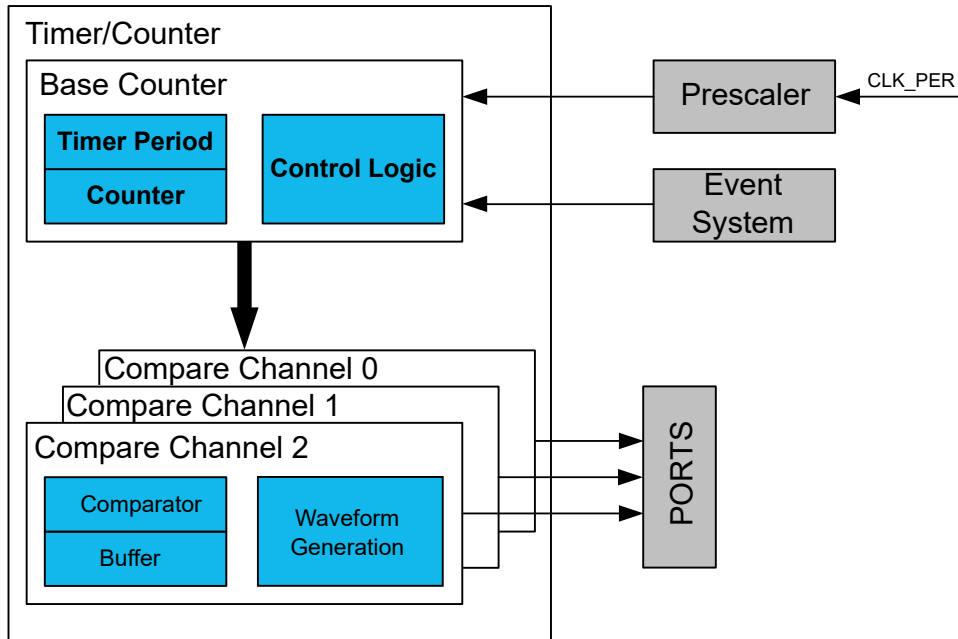 Timer/Counter
Base Counter
Timer Period
Counter
Control Logic
Prescaler
CLK_PER
Event
System
Compare Channel 0
Compare Channel 1
Compare Channel 2
Comparator
Buffer
Waveform
Generation
PORTS